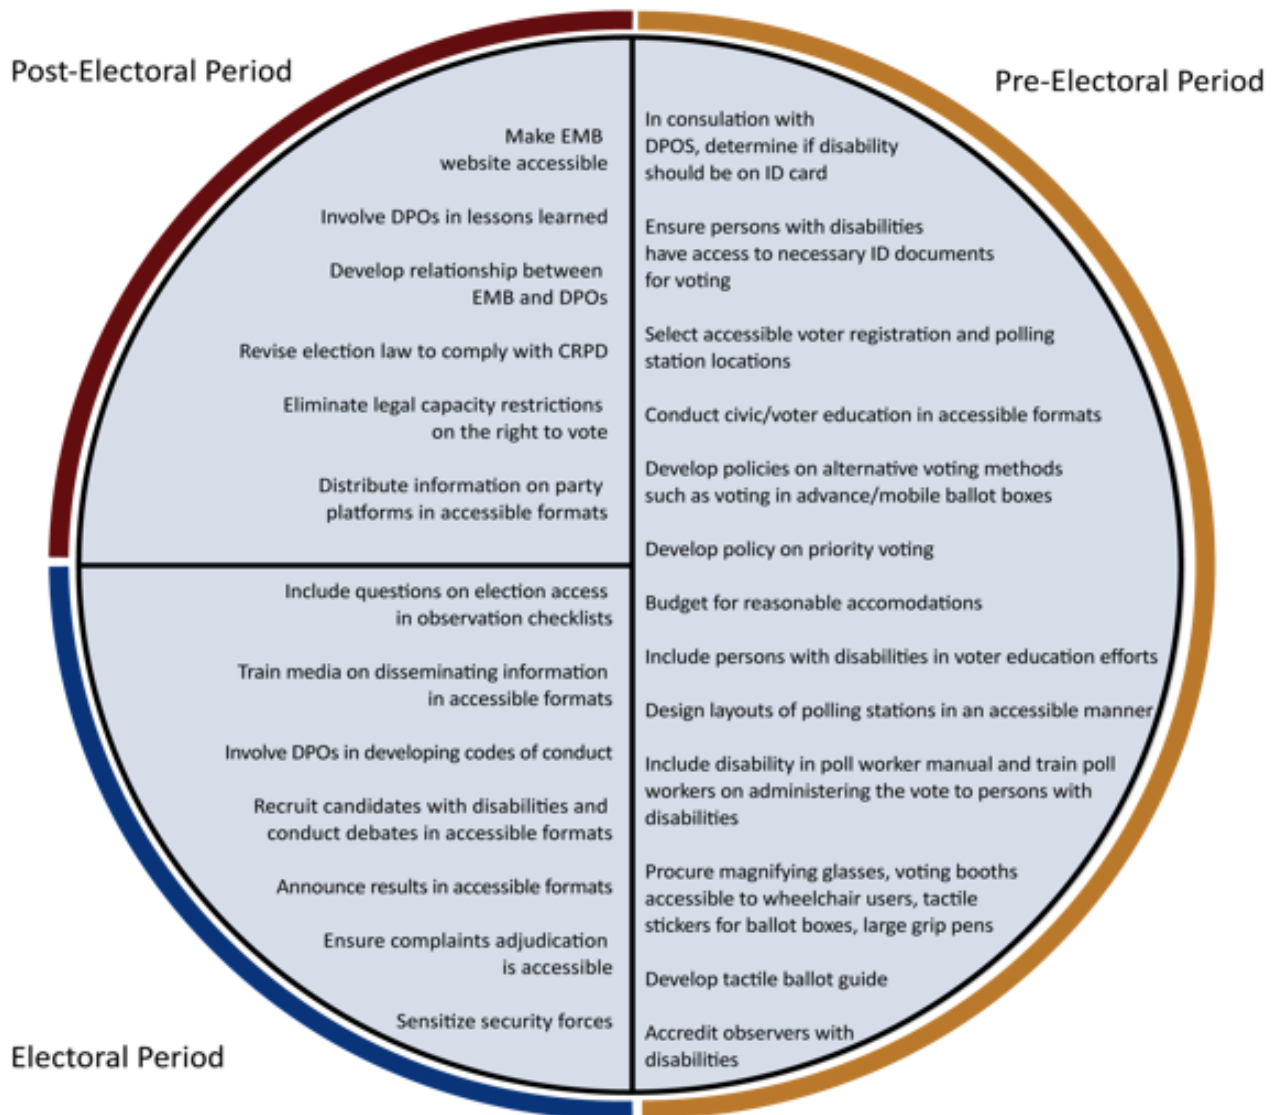 Post-Electoral Period
Make EMB
website accessible
Involve DPOs in lessons learned
Develop relationship between
EMB and DPOs
Revise election law to comply with CRPD
Eliminate legal capacity restrictions
on the right to vote
Distribute information on party
platforms in accessible formats
Pre-Electoral Period
In consulation with
DPOS, determine if disability
should be on ID card
Ensure persons with disabilities
have access to necessary ID documents
for voting
Select accessible voter registration and polling
station locations
Conduct civic/voter education in accessible formats
Develop policies on alternative voting methods
such as voting in advance/mobile ballot boxes
Develop policy on priority voting
Budget for reasonable accomodations
Include persons with disabilities in voter education efforts
Design layouts of polling stations in an accessible manner
Include disability in poll worker manual and train poll
workers on administering the vote to persons with
disabilities
Procure magnifying glasses, voting booths
accessible to wheelchair users, tactile
stickers for ballot boxes, large grip pens
Develop tactile ballot guide
Accredit observers with
disabilities
Include questions on election access
in observation checklists
Train media on disseminating information
in accessible formats
Involve DPOs in developing codes of conduct
Recruit candidates with disabilities and
conduct debates in accessible formats
Announce results in accessible formats
Ensure complaints adjudication
is accessible
Sensitize security forces
Electoral Period